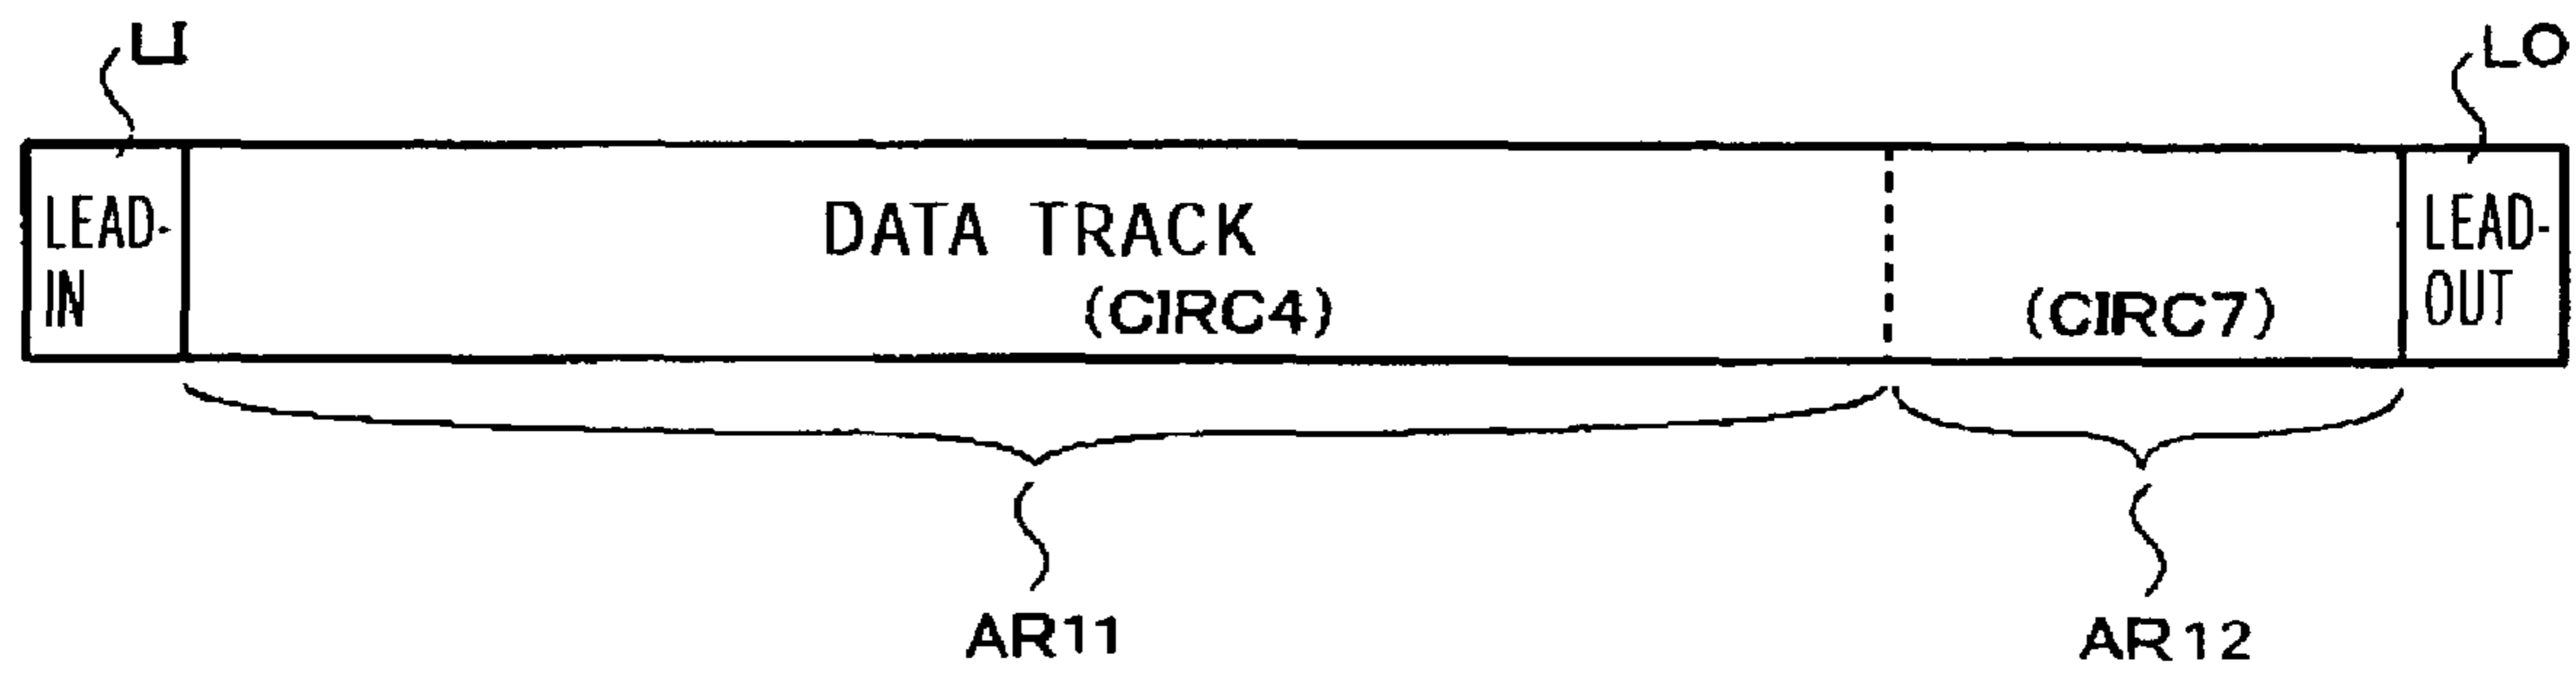 LI
LO
LEAD-
IN
DATA TRACK
(CIRC4)
(CIRC7)
LEAD-
OUT
AR11
AR12